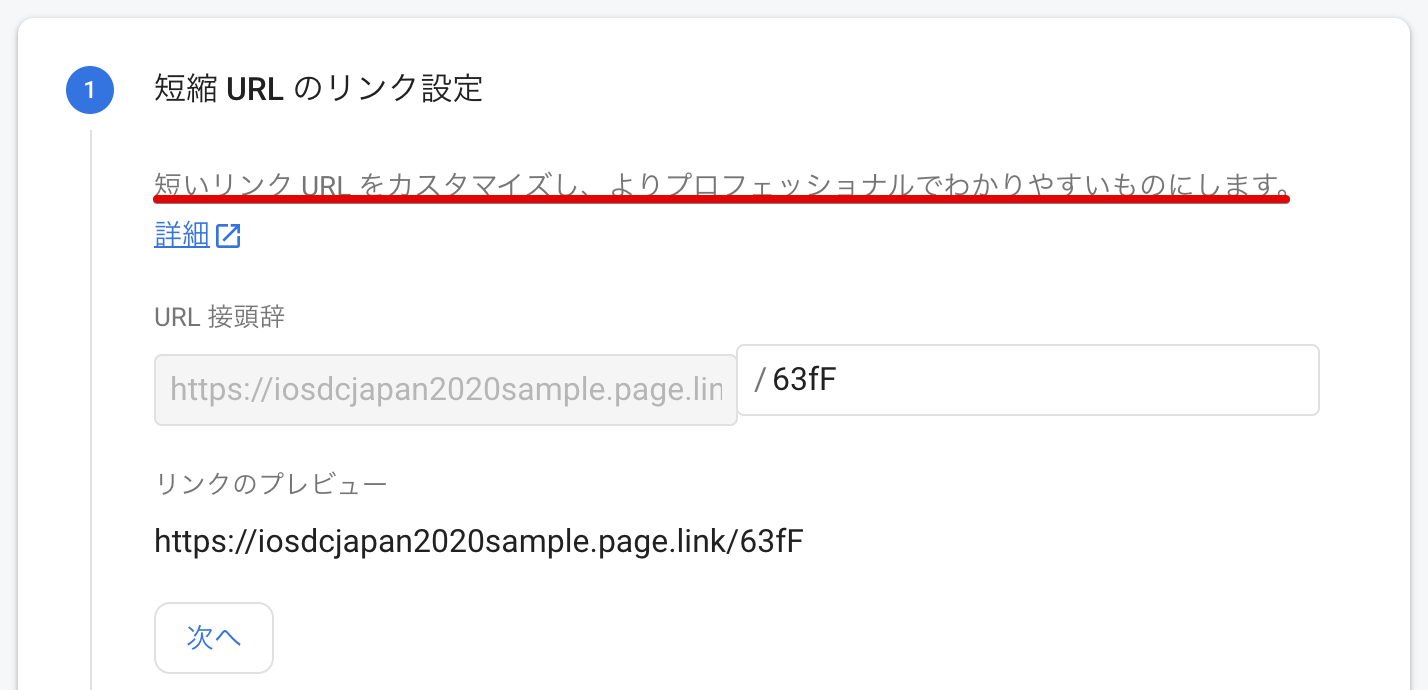 1
短縮 URL のリンク設定
短いリンク URL をカスタマイズし、よりプロフェッショナルでわかりやすいものにします。
詳細
URL 接頭辞
https://iosdcjapan2020sample.page.lin
/ 63fF
リンクのプレビュー
https://iosdcjapan2020sample.page.link/63fF
次へ